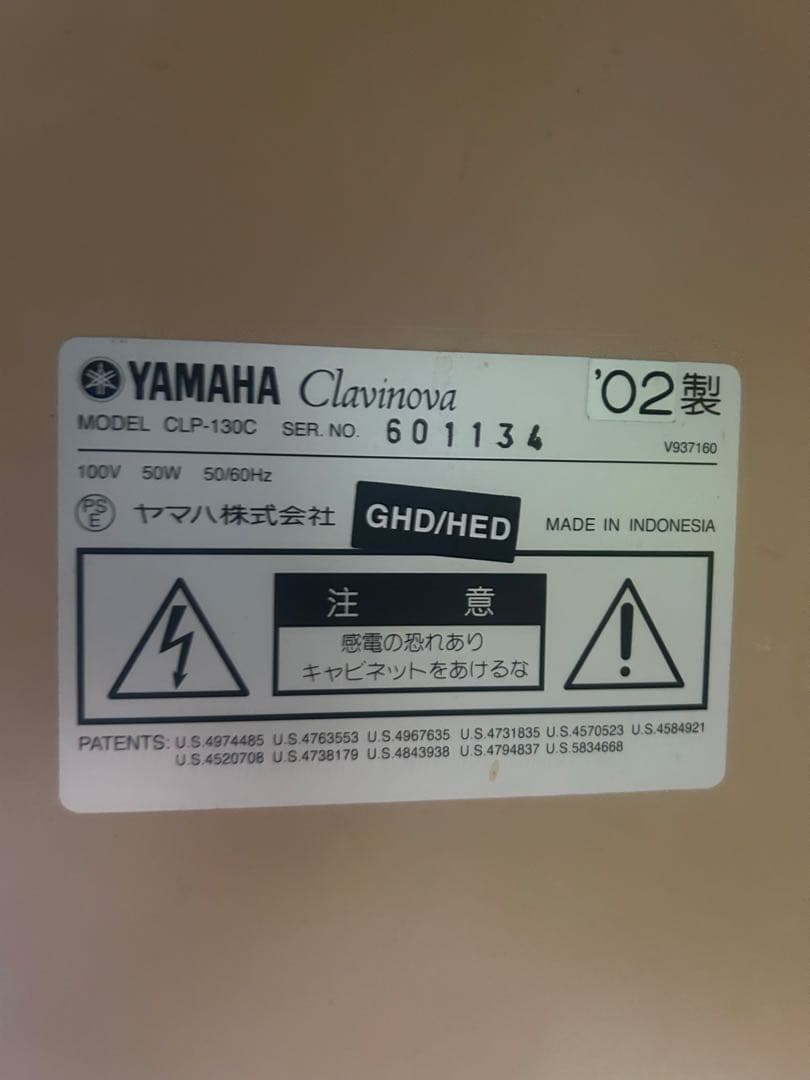 YAMAHA Clavinova '02製
MODEL CLP-130C SER. NO. 601134 V937160
100V 50W 50/60Hz
PS E ヤマハ株式会社 GHD/HED MADE IN INDONESIA
注 意
感電の恐れあり
キャビネットをあけるな
PATENTS: U.S.4974485 U.S.4763553 U.S.4967635 U.S.4731835 U.S.4570523 U.S.4584921
U.S.4520708 U.S.4738179 U.S.4843938 U.S.4794837 U.S.5834668